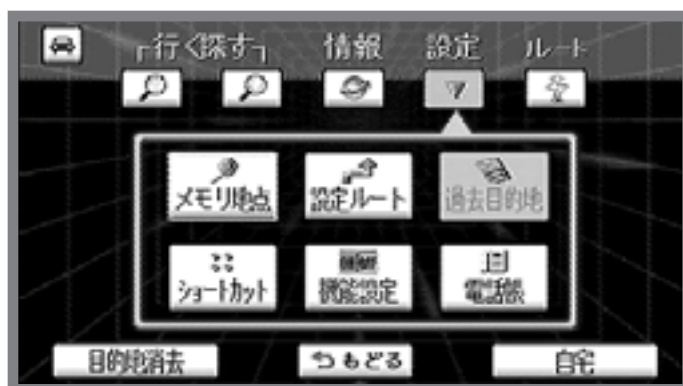 ┌行く探す┐ 情報 設定 ルート
メモリ地点 設定ルート 過去目的地
ショートカット 機能設定 電話帳
目的地消去 もどる 自宅